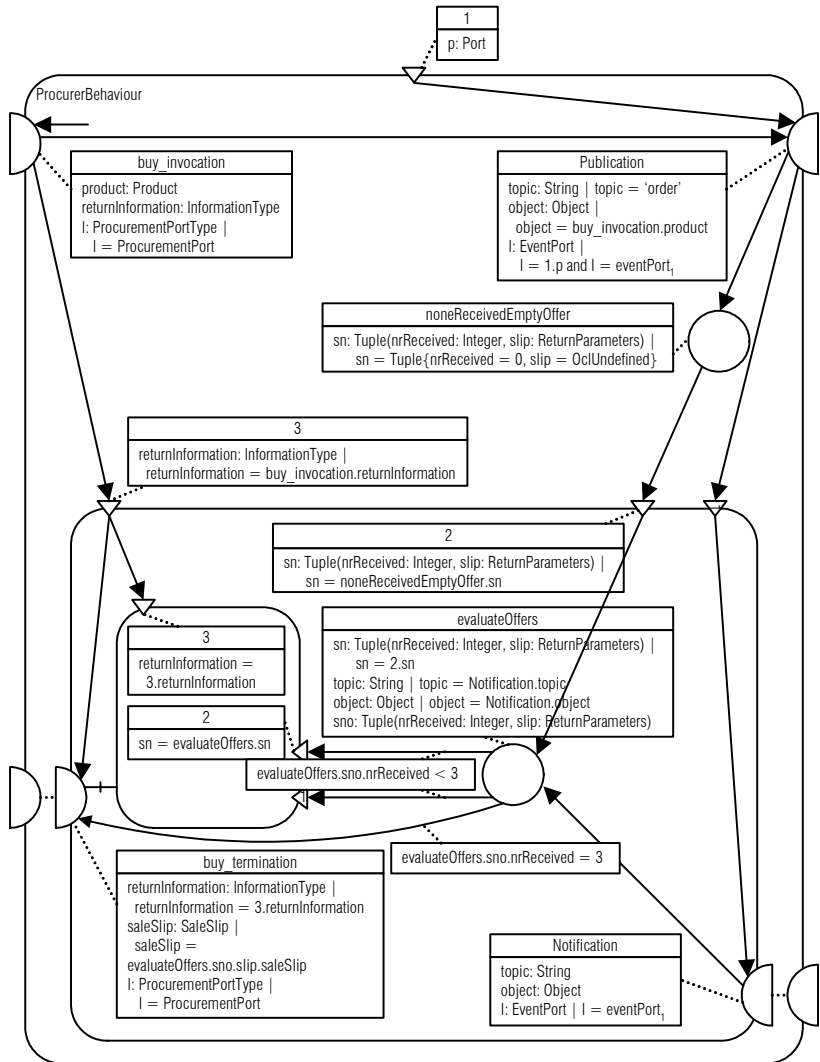 1
p: Port
ProcurerBehaviour
buy_invocation
product: Product
returnInformation: InformationType
I: ProcurementPortType |
I = ProcurementPort
Publication
topic: String | topic = ‘order’
object: Object |
object = buy_invocation.product
I: EventPort |
I = 1.p and I = eventPort1
noneReceivedEmptyOffer
sn: Tuple(nrReceived: Integer, slip: ReturnParameters) |
sn = Tuple{nrReceived = 0, slip = OclUndefined}
3
returnInformation: InformationType |
returnInformation = buy_invocation.returnInformation
2
sn: Tuple(nrReceived: Integer, slip: ReturnParameters) |
sn = noneReceivedEmptyOffer.sn
evaluateOffers
sn: Tuple(nrReceived: Integer, slip: ReturnParameters) |
sn = 2.sn
topic: String | topic = Notification.topic
object: Object | object = Notification.object
sno: Tuple(nrReceived: Integer, slip: ReturnParameters)
3
returnInformation =
3.returnInformation
2
sn = evaluateOffers.sn
evaluateOffers.sno.nrReceived < 3
evaluateOffers.sno.nrReceived = 3
buy_termination
returnInformation: InformationType |
returnInformation = 3.returnInformation
saleSlip: SaleSlip |
saleSlip =
evaluateOffers.sno.slip.saleSlip
I: ProcurementPortType |
I = ProcurementPort
Notification
topic: String
object: Object
I: EventPort | I = eventPort1